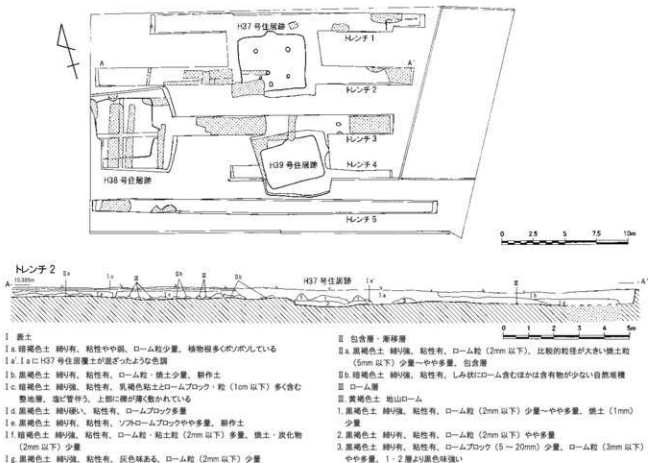 H37号住居跡
トレンチ 1
A
A'
トレンチ 2
トレンチ 3
H38号住居跡
H39号住居跡
トレンチ 4
トレンチ 5
0 2.5 5 7.5 10m
トレンチ 2
H37号住居跡
A
A'
0 1 2 3 4 5m
Ⅰ 表土
Ⅰa. 暗褐色土 締り有、粘性やや弱、ローム粒少量、植物根多くボソボソしている
Ⅰa'. Ⅰaに H37号住居覆土が混ざったような色調
Ⅰb. 黒褐色土 締り有、粘性有、ローム粒・焼土少量、耕作土
Ⅰc. 暗褐色土 締り強、粘性有、乳褐色粘土とロームブロック・粒(1cm以下)多く含む
整地層、塩ビ管伴う、上部に礫が薄く敷かれている
Ⅰd. 黒褐色土 締り硬い、粘性有、ロームブロック多量
Ⅰe. 黒褐色土 締り有、粘性有、ソフトロームブロックやや多量、耕作土
Ⅰf. 暗褐色土 締り強、粘性有、ローム粒・粘土粒(2mm以下)多量、焼土・炭化物
(2mm以下)少量
Ⅰg. 黒褐色土 締り強、粘性有、灰色味ある、ローム粒(2mm以下)少量
Ⅱ 包含層・漸移層
Ⅱa. 黒褐色土 締り強、粘性有、ローム粒(2mm以下)、比較的粒径が大きい焼土粒
(5mm以下)少量〜やや多量、包含層
Ⅱb. 暗褐色土 締り強、粘性有、しみ状にローム含むほかは含有物が少ない自然堆積
Ⅲ ローム層
Ⅲ. 黄褐色土 地山ローム
1. 黒褐色土 締り強、粘性有、ローム粒(2mm以下)少量〜やや多量、焼土(1mm)
少量
2. 黒褐色土 締り有、粘性有、ローム粒(2mm以下)やや多量
3. 黒褐色土 締り強、粘性有、ロームブロック(5〜20mm)少量、ローム粒(3mm以下)
やや多量、1・2層より黒色味強い